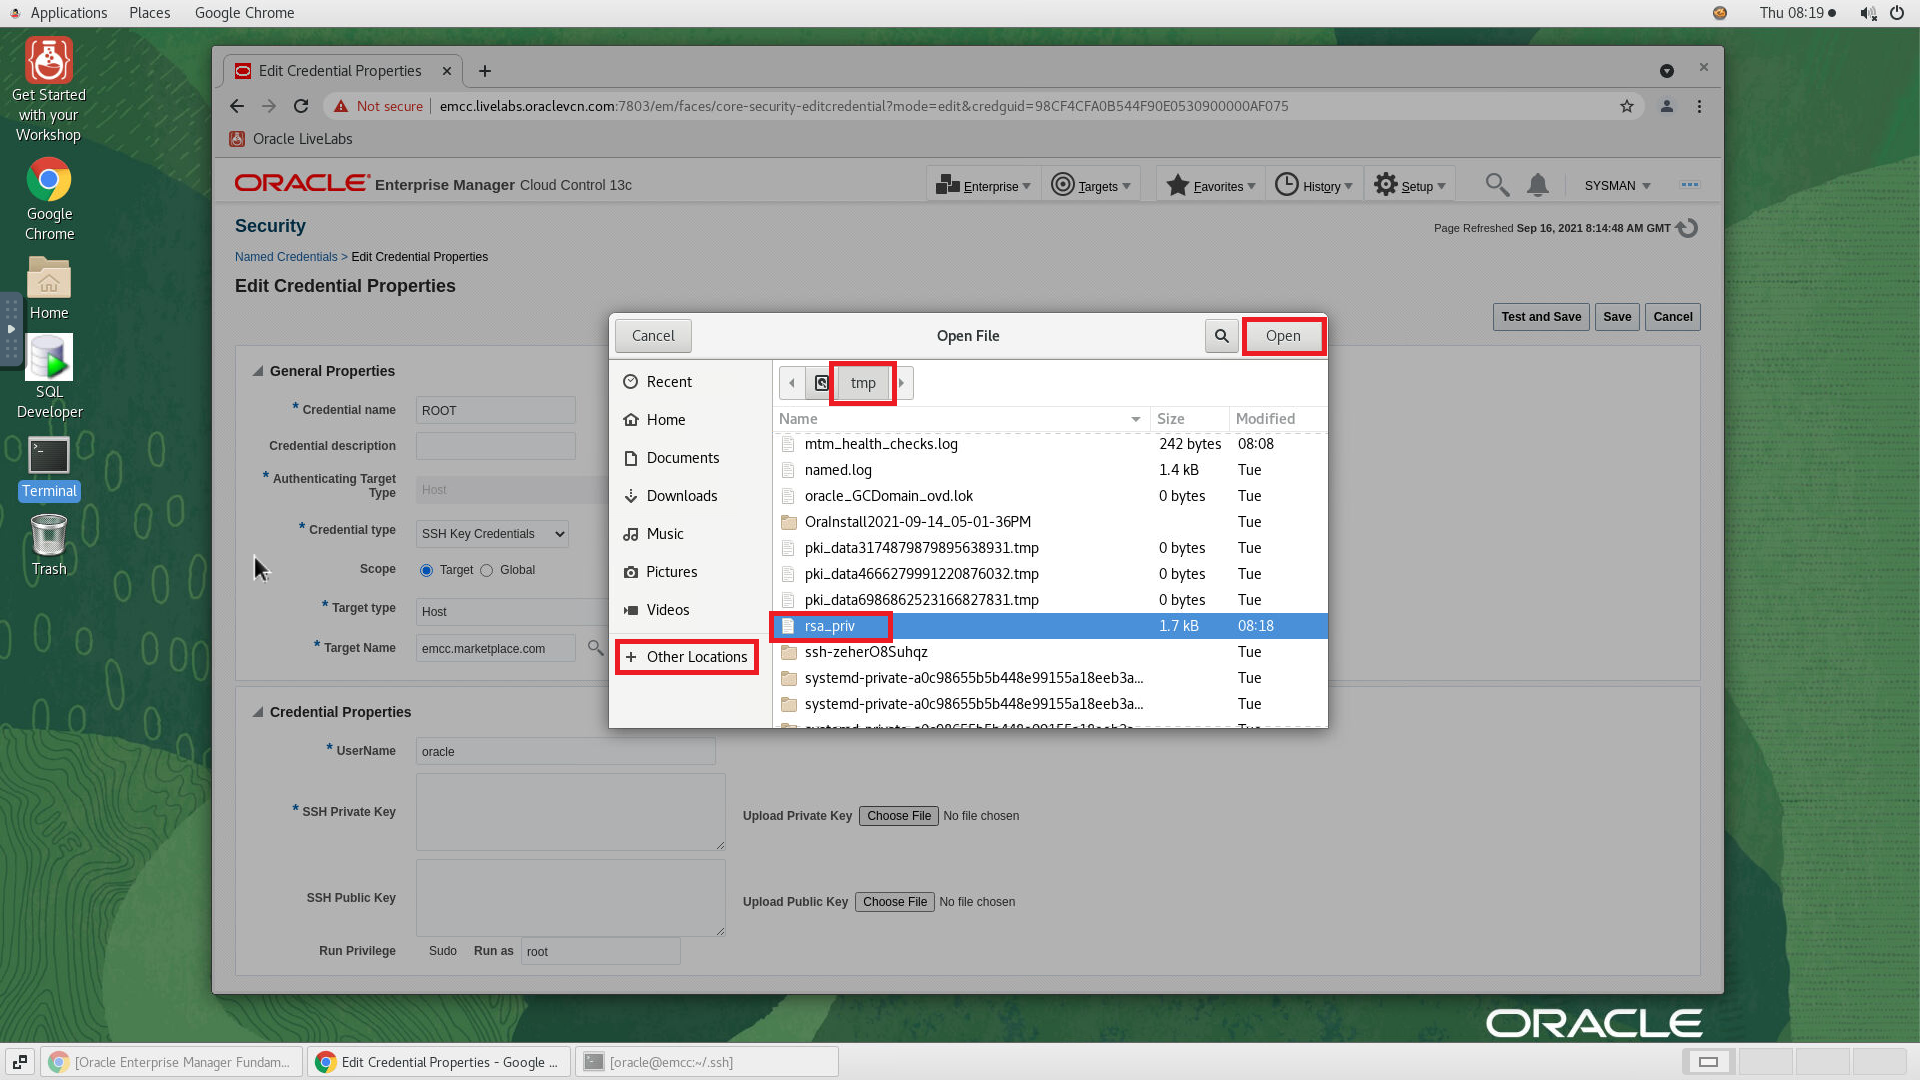 Applications Places Google Chrome Thu 08:19
Get Started
with your
Workshop
Google
Chrome
Home
SQL
Developer
Terminal
Trash
Edit Credential Properties
Not secure emcc.livelabs.oraclevcn.com:7803/em/faces/core-security-editcredential?mode=edit&credguid=98CF4CFA0B544F90E0530900000AF075
Oracle LiveLabs
ORACLE Enterprise Manager Cloud Control 13c
Enterprise Targets Favorites History Setup SYSMAN
Security
Page Refreshed Sep 16, 2021 8:14:48 AM GMT
Named Credentials > Edit Credential Properties
Edit Credential Properties
Test and Save Save Cancel
General Properties
* Credential name ROOT
Credential description
* Authenticating Target
Type
Host
* Credential type SSH Key Credentials
Scope Target Global
* Target type Host
* Target Name emcc.marketplace.com
Cancel Open File Open
Recent
Home
Documents
Downloads
Music
Pictures
Videos
+ Other Locations
tmp
Name Size Modified
mtm_health_checks.log 242 bytes 08:08
named.log 1.4 kB Tue
oracle_GCDomain_ovd.lok 0 bytes Tue
OraInstall2021-09-14_05-01-36PM Tue
pki_data3174879879895638931.tmp 0 bytes Tue
pki_data4666279991220876032.tmp 0 bytes Tue
pki_data6986862523166827831.tmp 0 bytes Tue
rsa_priv 1.7 kB 08:18
ssh-zeherO8Suhqz Tue
systemd-private-a0c98655b5b448e99155a18eeb3a... Tue
systemd-private-a0c98655b5b448e99155a18eeb3a... Tue
Credential Properties
* UserName oracle
* SSH Private Key
Upload Private Key Choose File No file chosen
SSH Public Key
Upload Public Key Choose File No file chosen
Run Privilege Sudo Run as root
ORACLE
[Oracle Enterprise Manager Fundam...
Edit Credential Properties - Google ...
[oracle@emcc:~/.ssh]